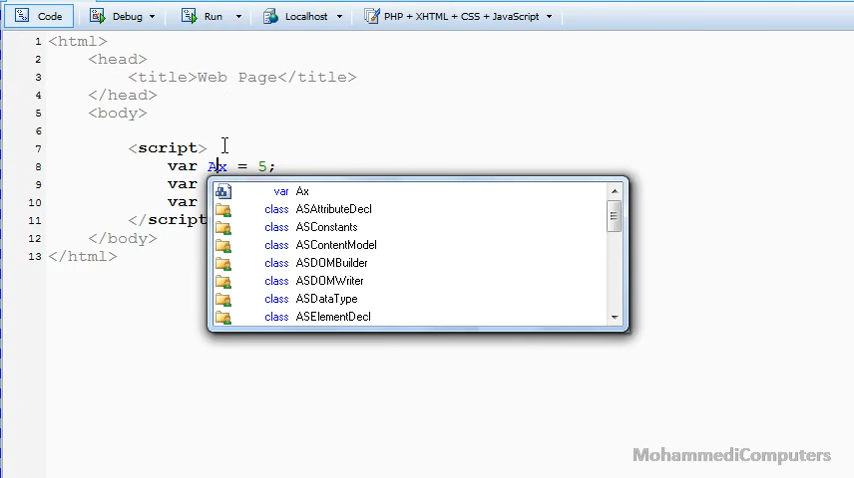 Code Debug Run Localhost PHP + XHTML + CSS + JavaScript
1 <html>
2 <head>
3 <title>Web Page</title>
4 </head>
5 <body>
6
7 <script>
8 var Ax = 5;
9 var
10 var
11 </script
12 </body>
13 </html>
var Ax
class ASAttributeDecl
class ASConstants
class ASContentModel
class ASDOMBuilder
class ASDOMWriter
class ASDataType
class ASElementDecl
MohammediComputers